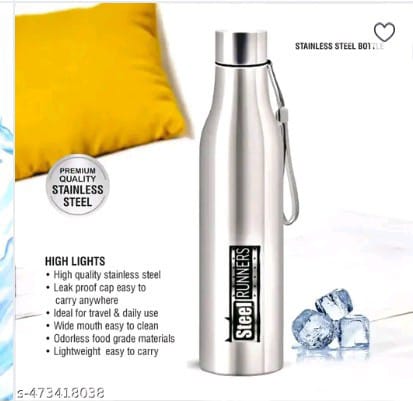 STAINLESS STEEL BOTTLE
PREMIUM
QUALITY
STAINLESS
STEEL
HIGH LIGHTS
• High quality stainless steel
• Leak proof cap easy to
carry anywhere
• Ideal for travel & daily use
• Wide mouth easy to clean
• Odorless food grade materials
• Lightweight easy to carry
Steel RUNNERS
s-473418038